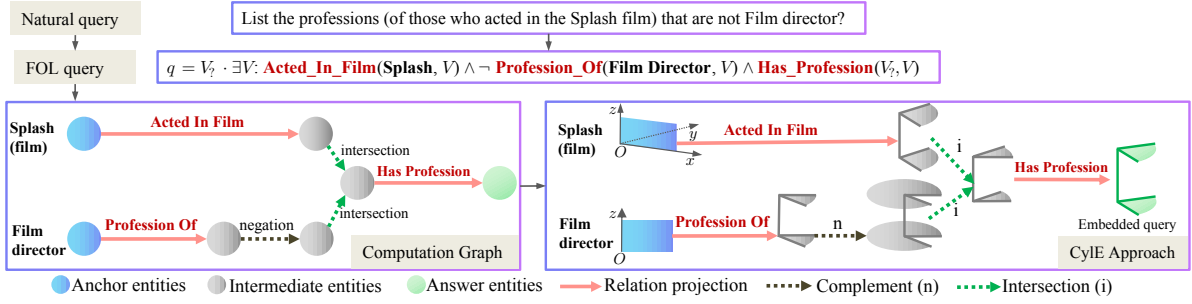 Natural query
List the professions (of those who acted in the Splash film) that are not Film director?
FOL query
q = V? · ∃V: Acted_In_Film(Splash, V) ∧ ¬ Profession_Of(Film Director, V) ∧ Has_Profession(V?, V)
Splash
(film)
Acted In Film
intersection
Has Profession
intersection
Film
director
Profession Of
negation
Computation Graph
Splash
(film)
z
y
x
O
Acted In Film
i
Has Profession
i
Film
director
z
O
Profession Of
n
Embedded query
CylE Approach
Anchor entities
Intermediate entities
Answer entities
Relation projection
Complement (n)
Intersection (i)